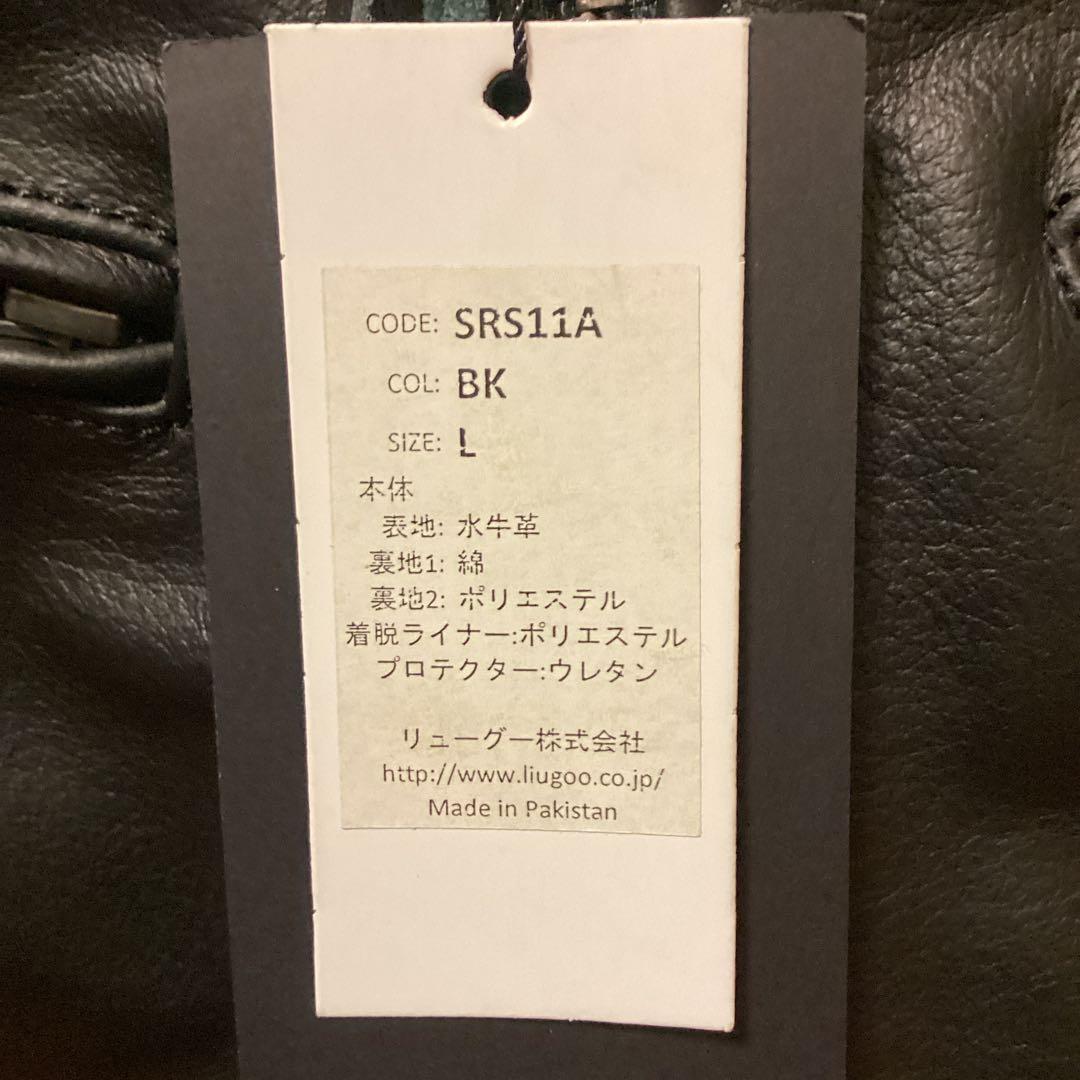 CODE: SRS11A
COL: BK
SIZE: L
本体
表地: 水牛革
裏地1: 綿
裏地2: ポリエステル
着脱ライナー:ポリエステル
プロテクター:ウレタン
リューグー株式会社
http://www.liugoo.co.jp/
Made in Pakistan